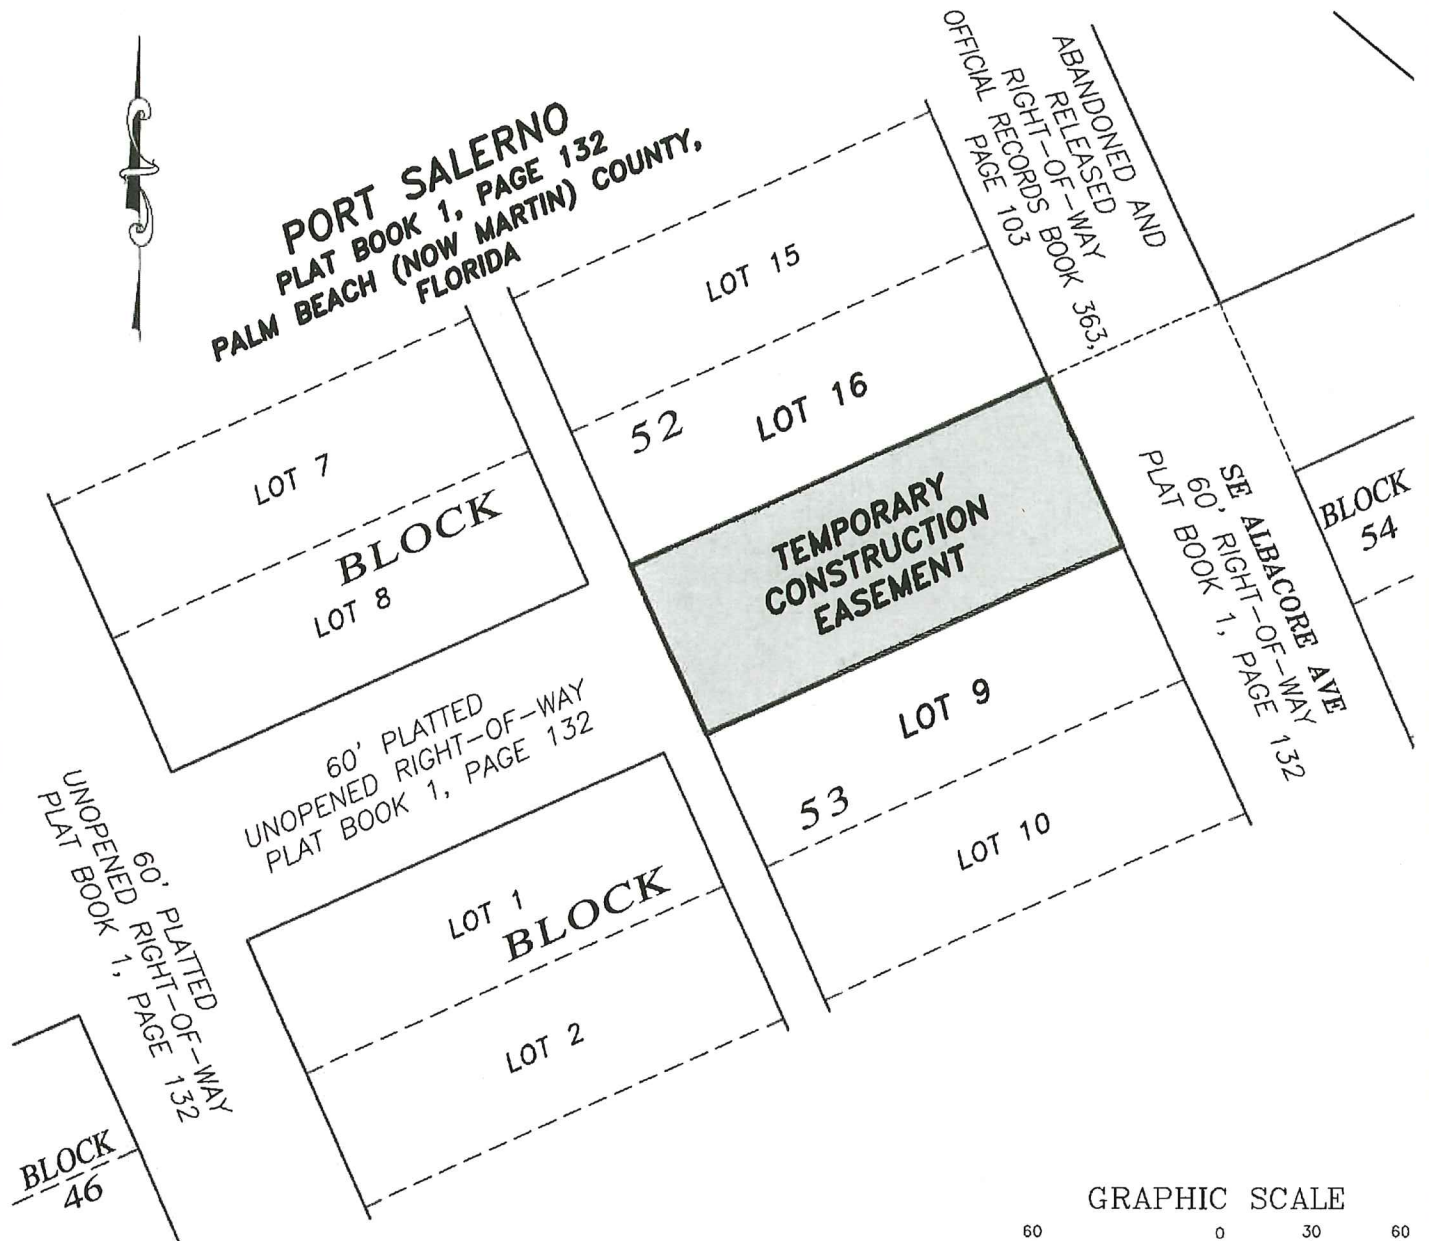 PORT SALERNO
PLAT BOOK 1, PAGE 132
PALM BEACH (NOW MARTIN) COUNTY,
FLORIDA
ABANDONED AND
RELEASED
RIGHT-OF-WAY
OFFICIAL RECORDS BOOK 363,
PAGE 103
LOT 15
52
LOT 16
LOT 7
BLOCK
LOT 8
TEMPORARY
CONSTRUCTION
EASEMENT
SE ALBACORE AVE
60' RIGHT-OF-WAY
PLAT BOOK 1, PAGE 132
BLOCK
54
60' PLATTED
UNOPENED RIGHT-OF-WAY
PLAT BOOK 1, PAGE 132
LOT 9
53
LOT 10
60' PLATTED
UNOPENED RIGHT-OF-WAY
PLAT BOOK 1, PAGE 132
LOT 1
BLOCK
LOT 2
BLOCK
46
GRAPHIC SCALE
60 0 30 60